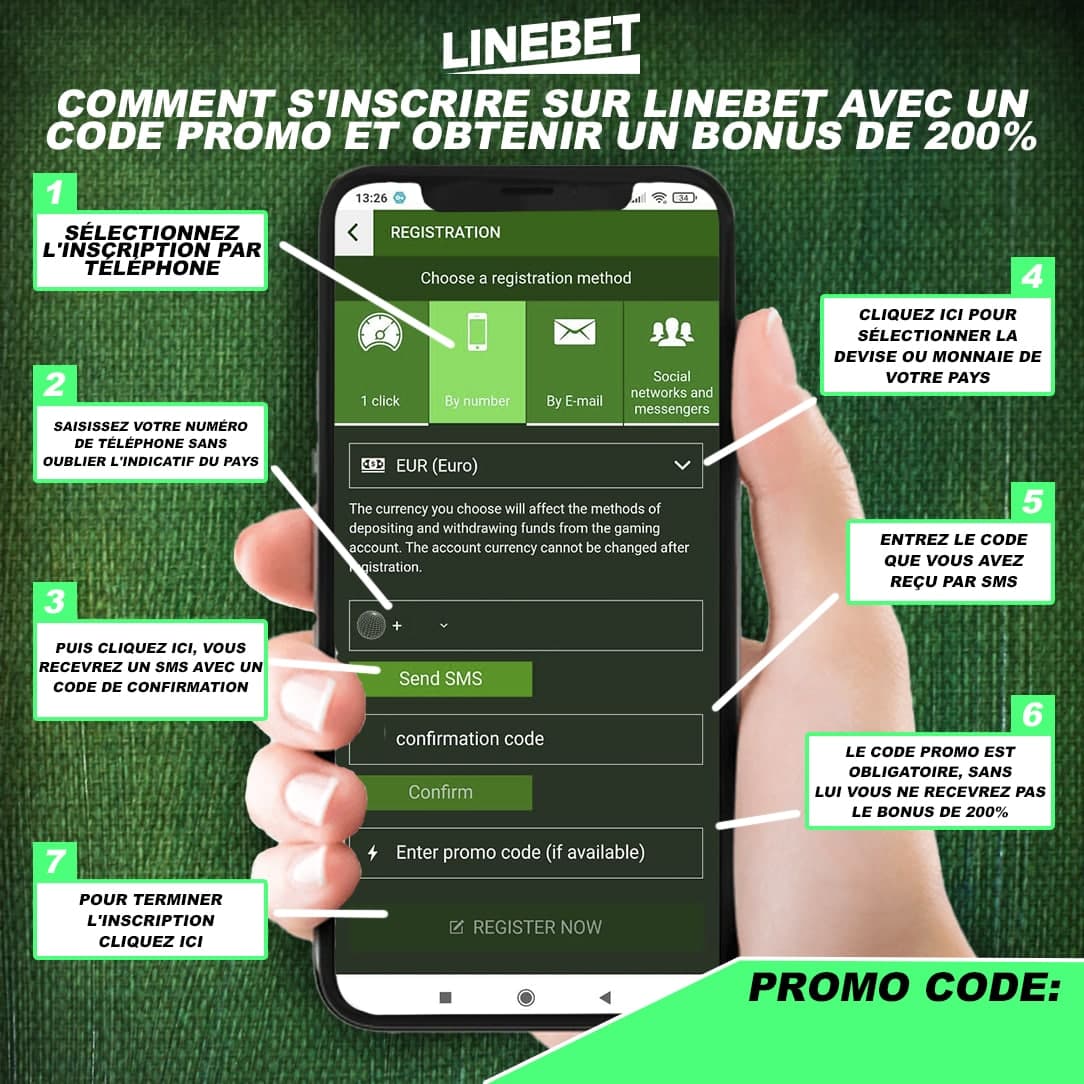 LINEBET
COMMENT S'INSCRIRE SUR LINEBET AVEC UN
CODE PROMO ET OBTENIR UN BONUS DE 200%
1
SÉLECTIONNEZ
L'INSCRIPTION PAR
TÉLÉPHONE
2
SAISISSEZ VOTRE NUMÉRO
DE TÉLÉPHONE SANS
OUBLIER L'INDICATIF DU PAYS
3
PUIS CLIQUEZ ICI, VOUS
RECEVREZ UN SMS AVEC UN
CODE DE CONFIRMATION
7
POUR TERMINER
L'INSCRIPTION
CLIQUEZ ICI
13:26
34
REGISTRATION
Choose a registration method
1 click
By number
By E-mail
Social
networks and
messengers
EUR (Euro)
The currency you choose will affect the methods of
depositing and withdrawing funds from the gaming
account. The account currency cannot be changed after
registration.
+
Send SMS
confirmation code
Confirm
Enter promo code (if available)
REGISTER NOW
4
CLIQUEZ ICI POUR
SÉLECTIONNER LA
DEVISE OU MONNAIE DE
VOTRE PAYS
5
ENTREZ LE CODE
QUE VOUS AVEZ
REÇU PAR SMS
6
LE CODE PROMO EST
OBLIGATOIRE, SANS
LUI VOUS NE RECEVREZ PAS
LE BONUS DE 200%
PROMO CODE: